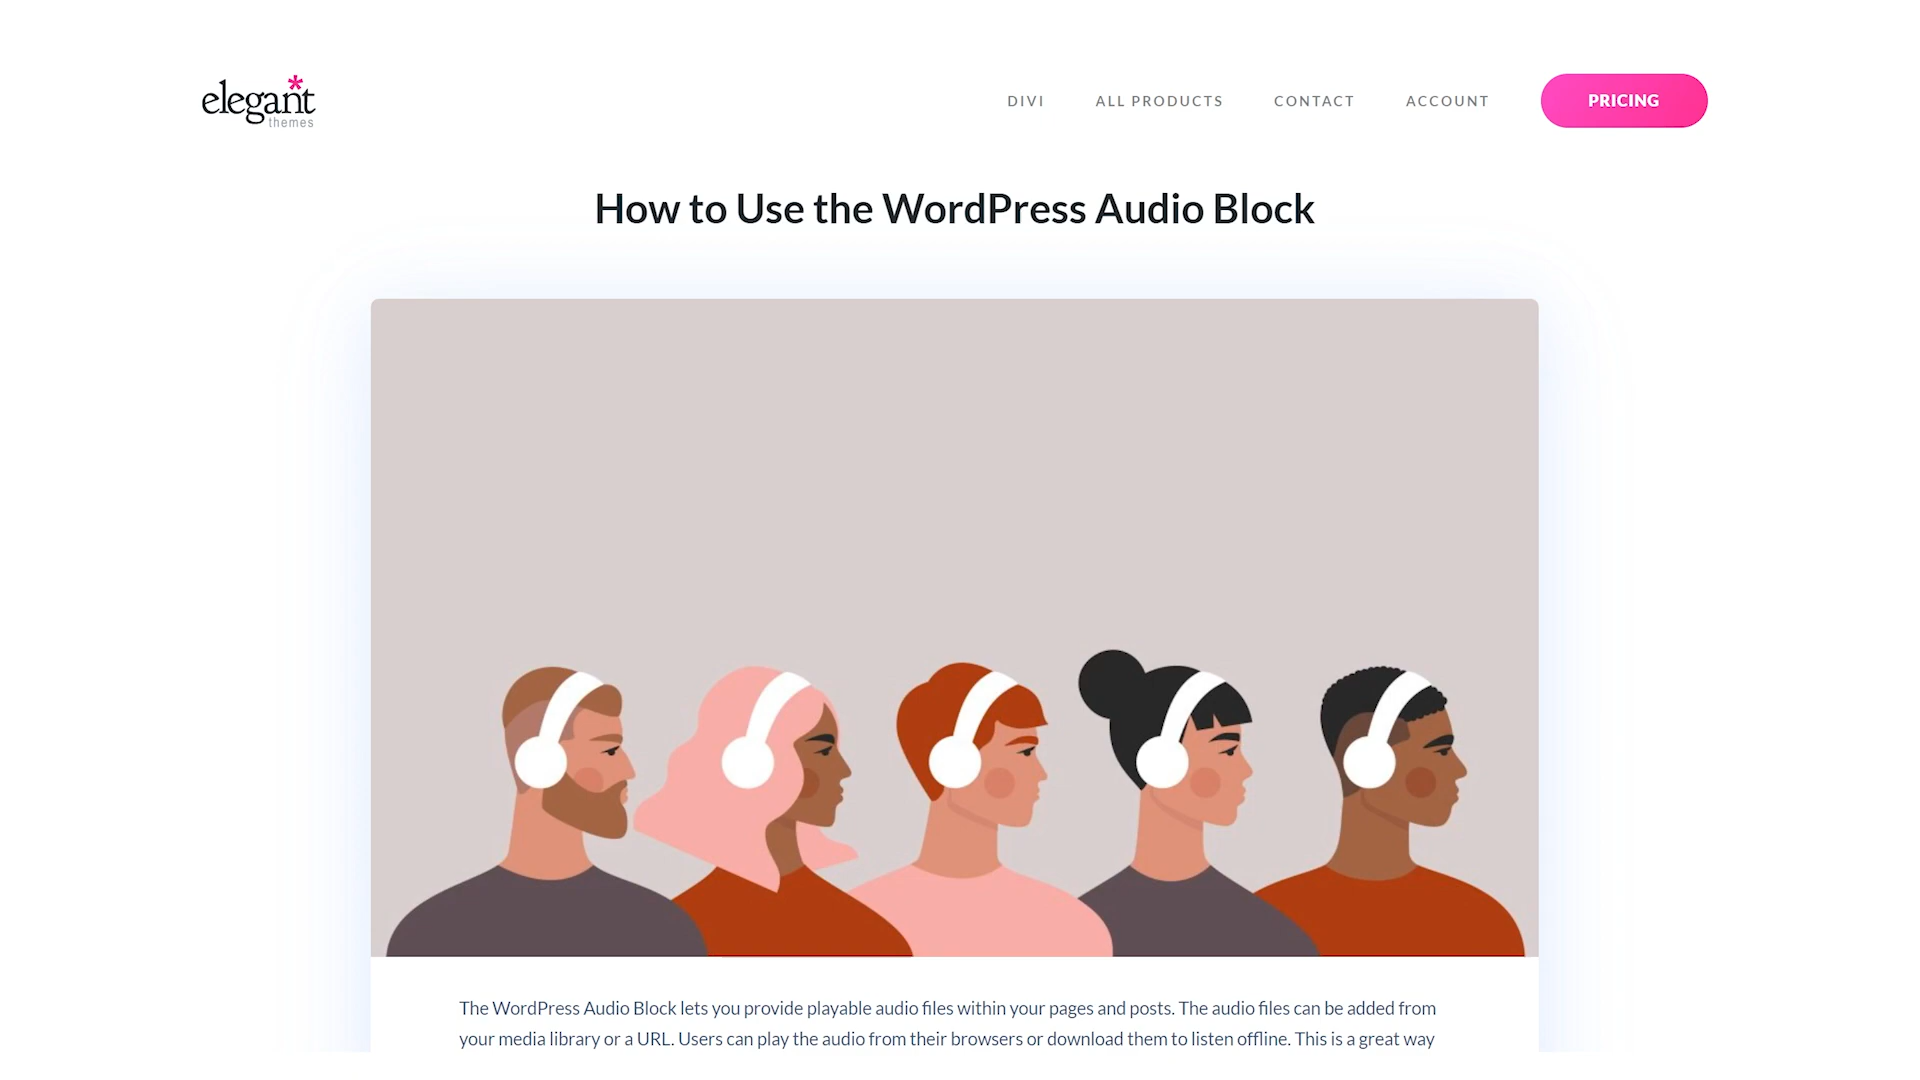 elegant*
themes
DIVI ALL PRODUCTS CONTACT ACCOUNT PRICING
How to Use the WordPress Audio Block
The WordPress Audio Block lets you provide playable audio files within your pages and posts. The audio files can be added from
your media library or a URL. Users can play the audio from their browsers or download them to listen offline. This is a great way